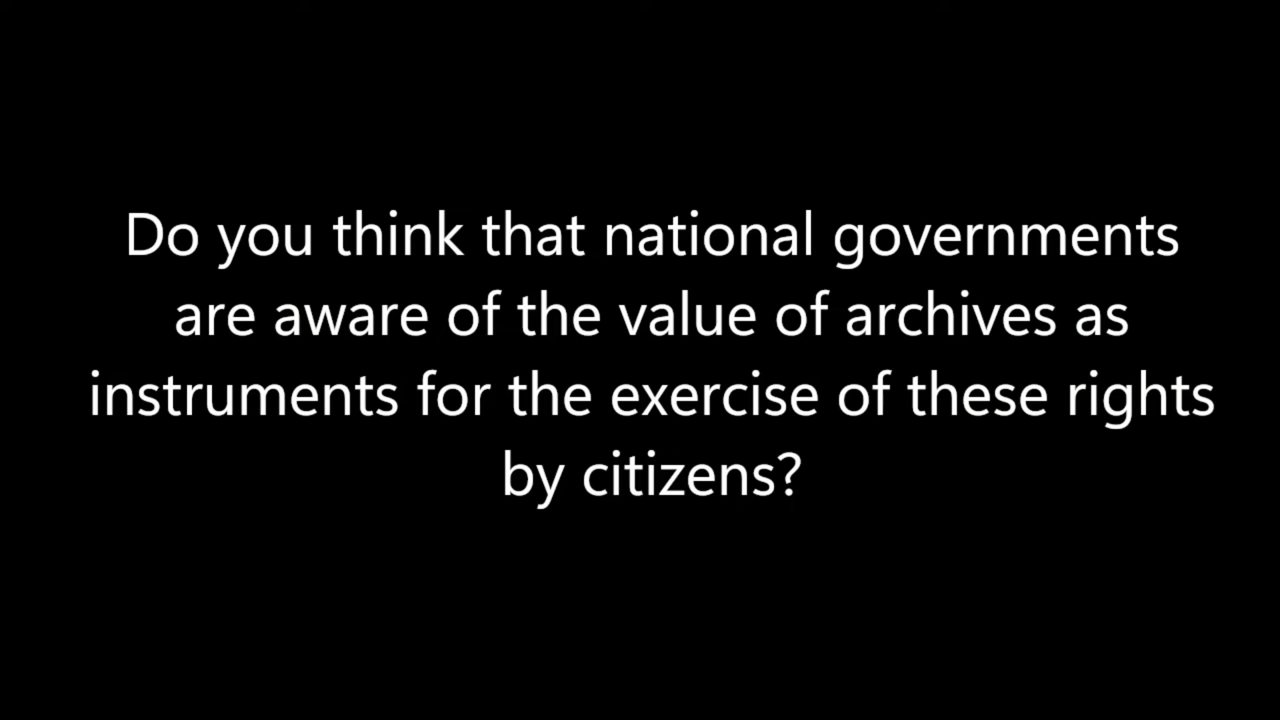 Do you think that national governments
are aware of the value of archives as
instruments for the exercise of these rights
by citizens?